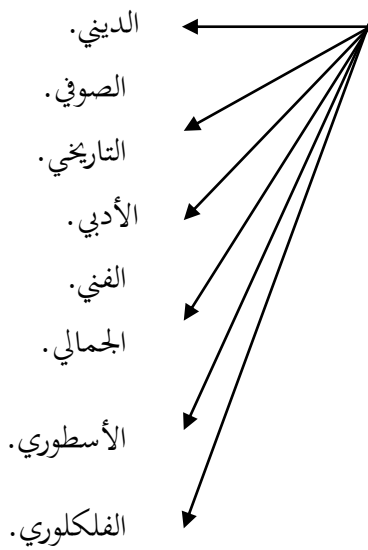 الديني.
الصوفي.
التاريخي.
الأدبي.
الفني.
الجمالي.
الأسطوري.
الفلكلوري.